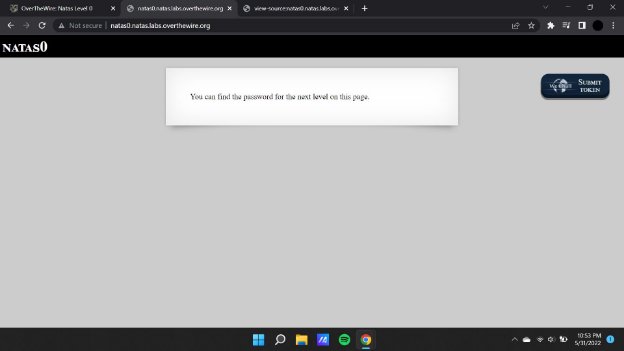 OverTheWire: Natas Level 0
natas0.natas.labs.overthewire.org
view-source:natas0.natas.labs.ov
Not secure
natas0.natas.labs.overthewire.org
NATAS0
You can find the password for the next level on this page.
SUBMIT
TOKEN
10:53 PM
5/31/2022